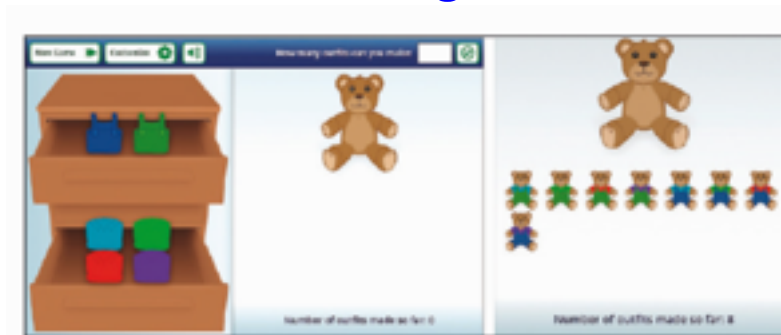 New Game
Customise
How many outfits can you make?
Number of outfits made so far: 0
Number of outfits made so far: 8